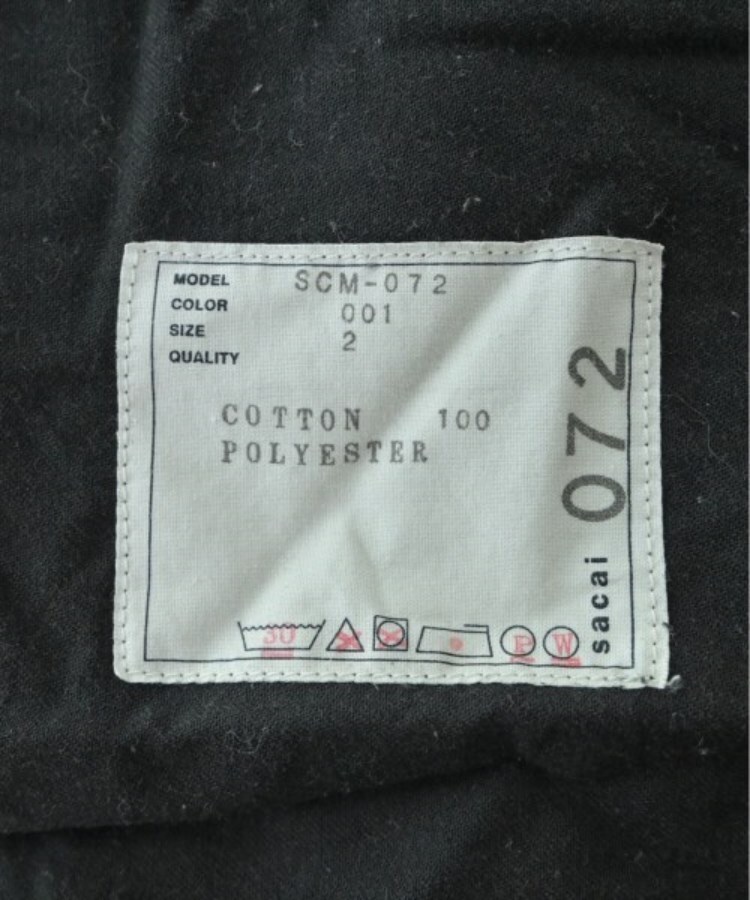 MODEL SCM-072
COLOR 001
SIZE 2
QUALITY
COTTON 100
POLYESTER
30
P
W
sacai 072